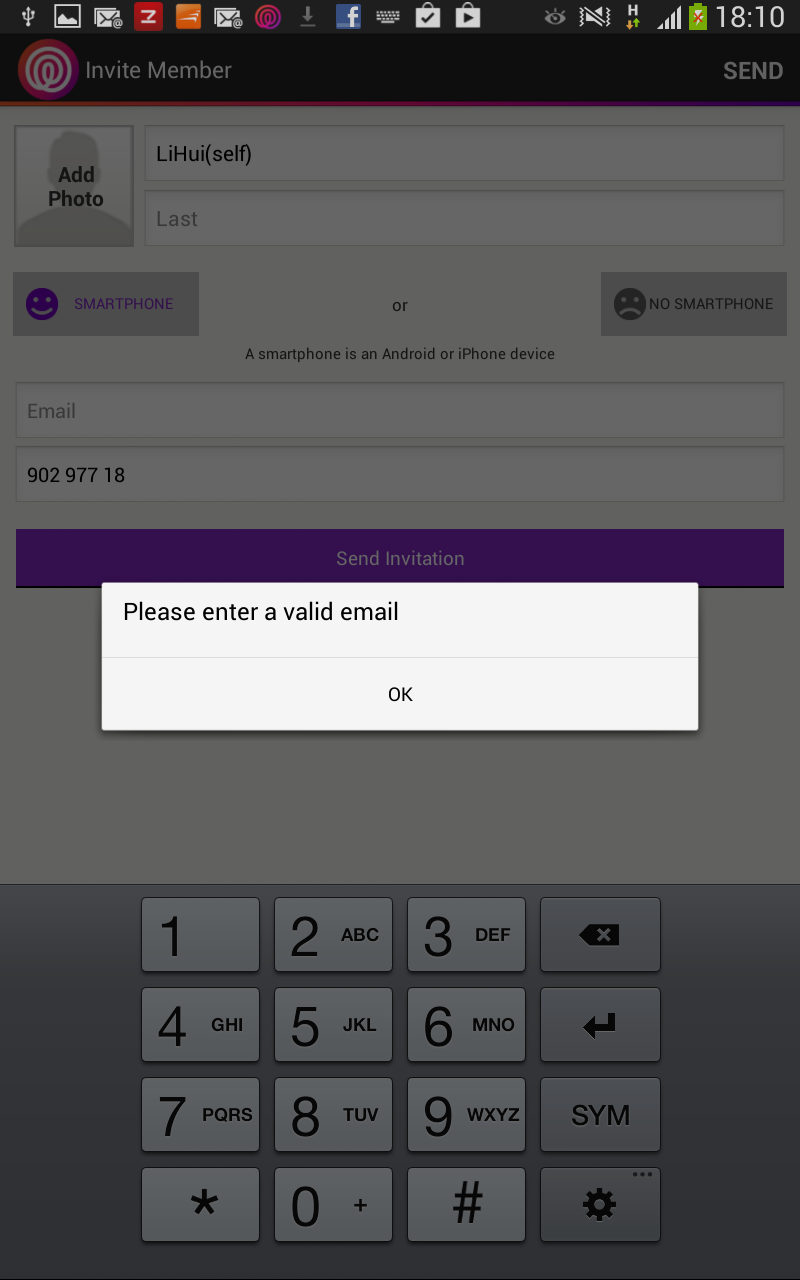 18:10
Invite Member
SEND
Add
Photo
LiHui(self)
Last
SMARTPHONE
or
NO SMARTPHONE
A smartphone is an Android or iPhone device
Email
902 977 18
Send Invitation
Please enter a valid email
OK
1
2 ABC
3 DEF
4 GHI
5 JKL
6 MNO
7 PQRS
8 TUV
9 WXYZ
SYM
*
0 +
#